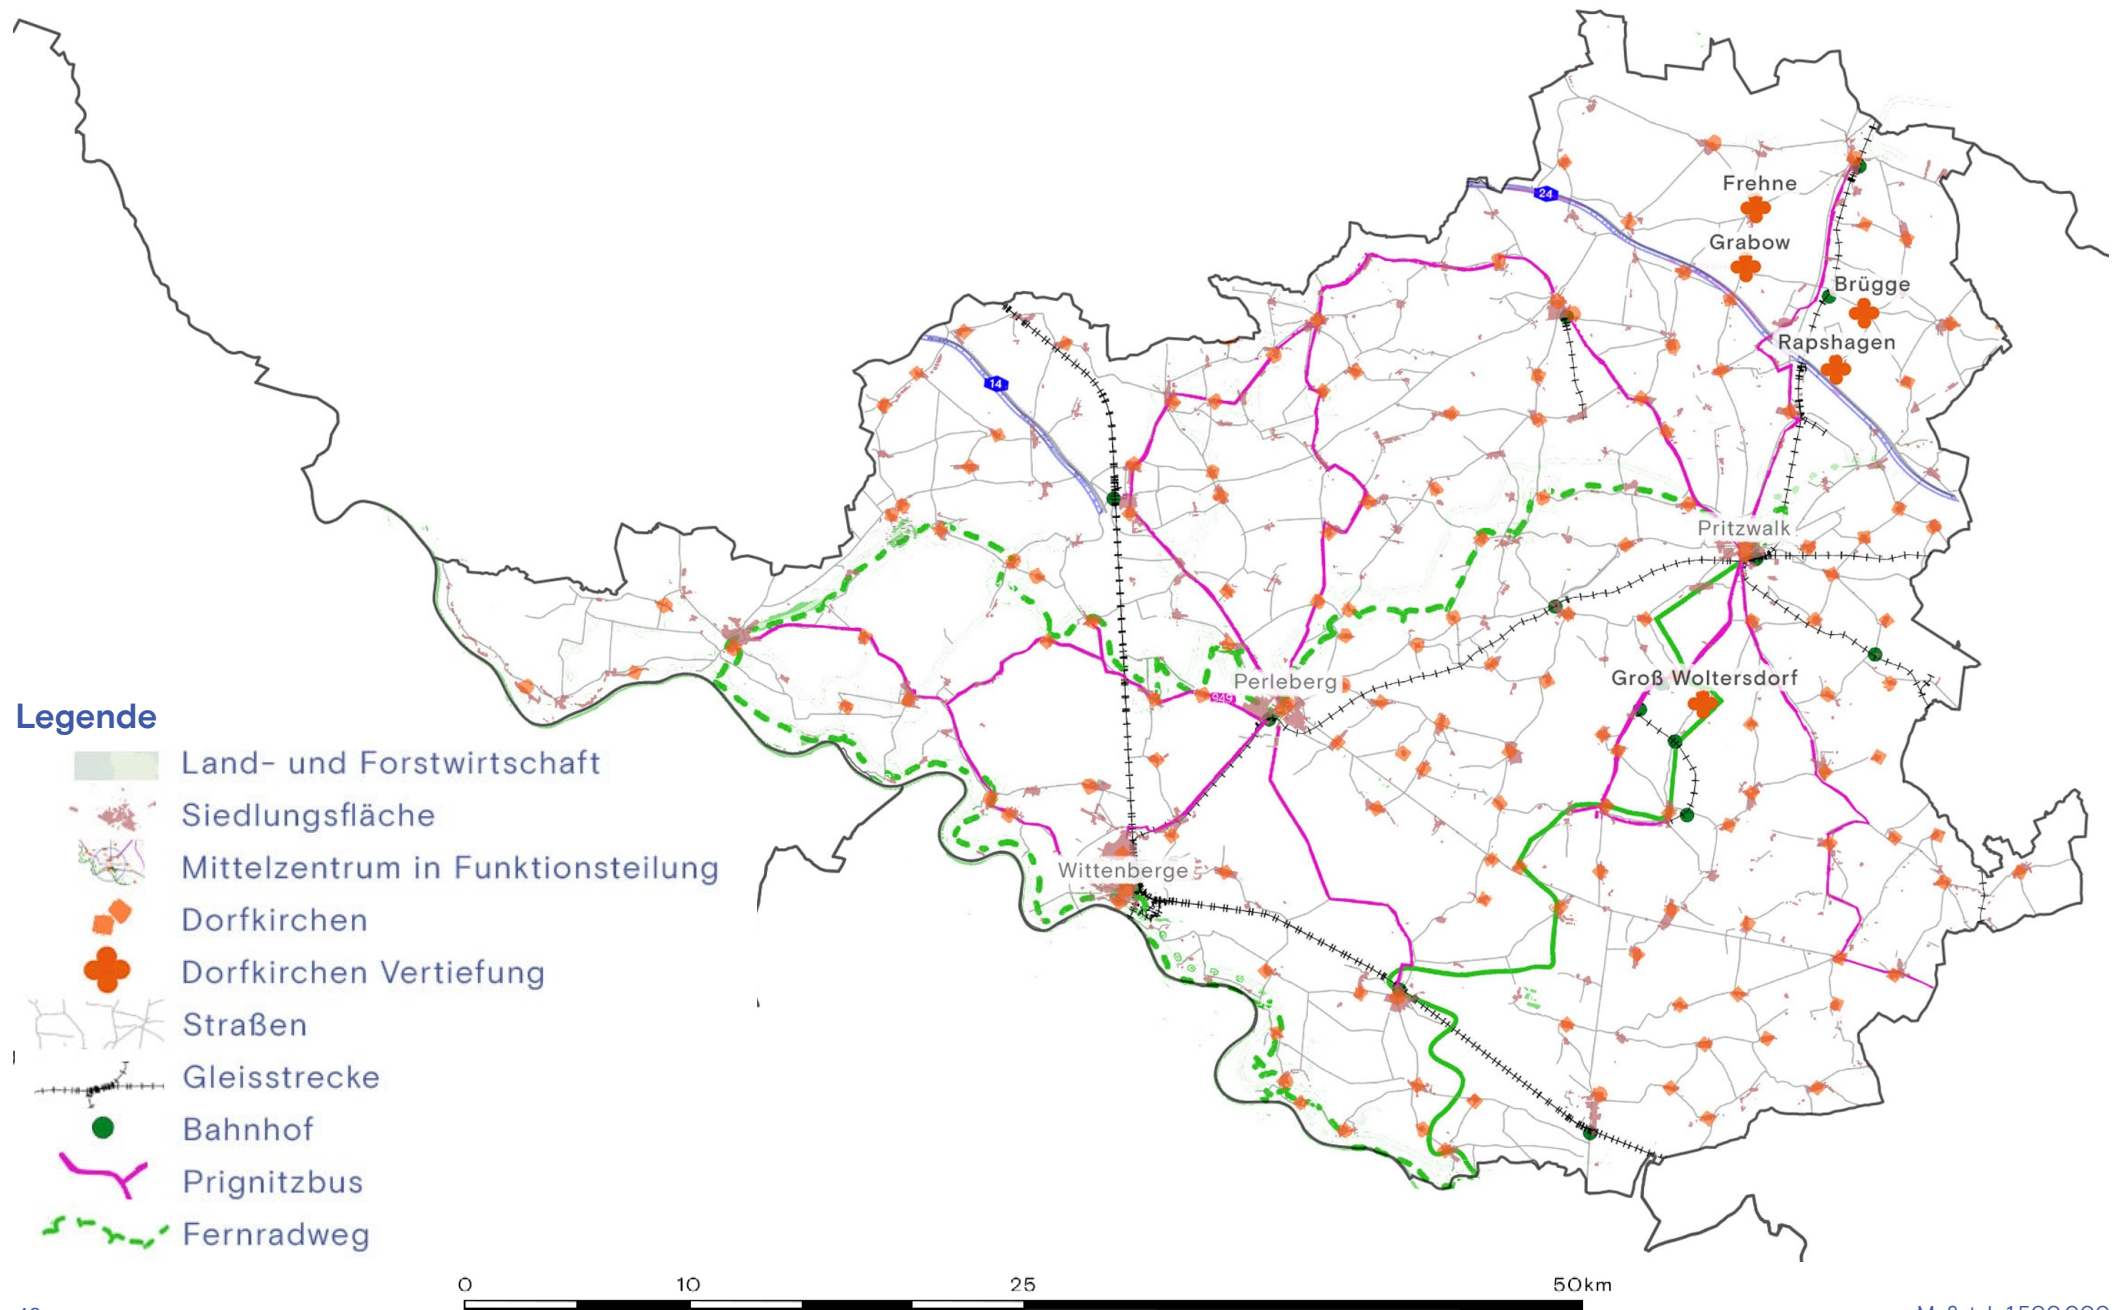 24
Frehne
Grabow
Brügge
Rapshagen
14
Pritzwalk
Groß Woltersdorf
Perleberg
949
Wittenberge
Legende
Land- und Forstwirtschaft
Siedlungsfläche
Mittelzentrum in Funktionsteilung
Dorfkirchen
Dorfkirchen Vertiefung
Straßen
Gleisstrecke
Bahnhof
Prignitzbus
Fernradweg
0 10 25 50km